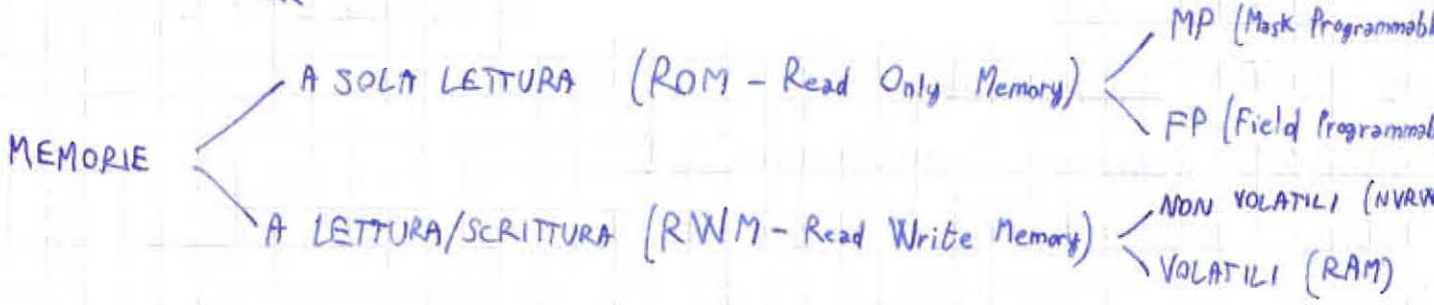 MP (Mask Programmabl
A SOLA LETTURA (ROM - Read Only Memory)
FP (Field Programmab
MEMORIE
NON VOLATILI (NVRW
A LETTURA/SCRITTURA (RWM - Read Write Memory)
VOLATILI (RAM)